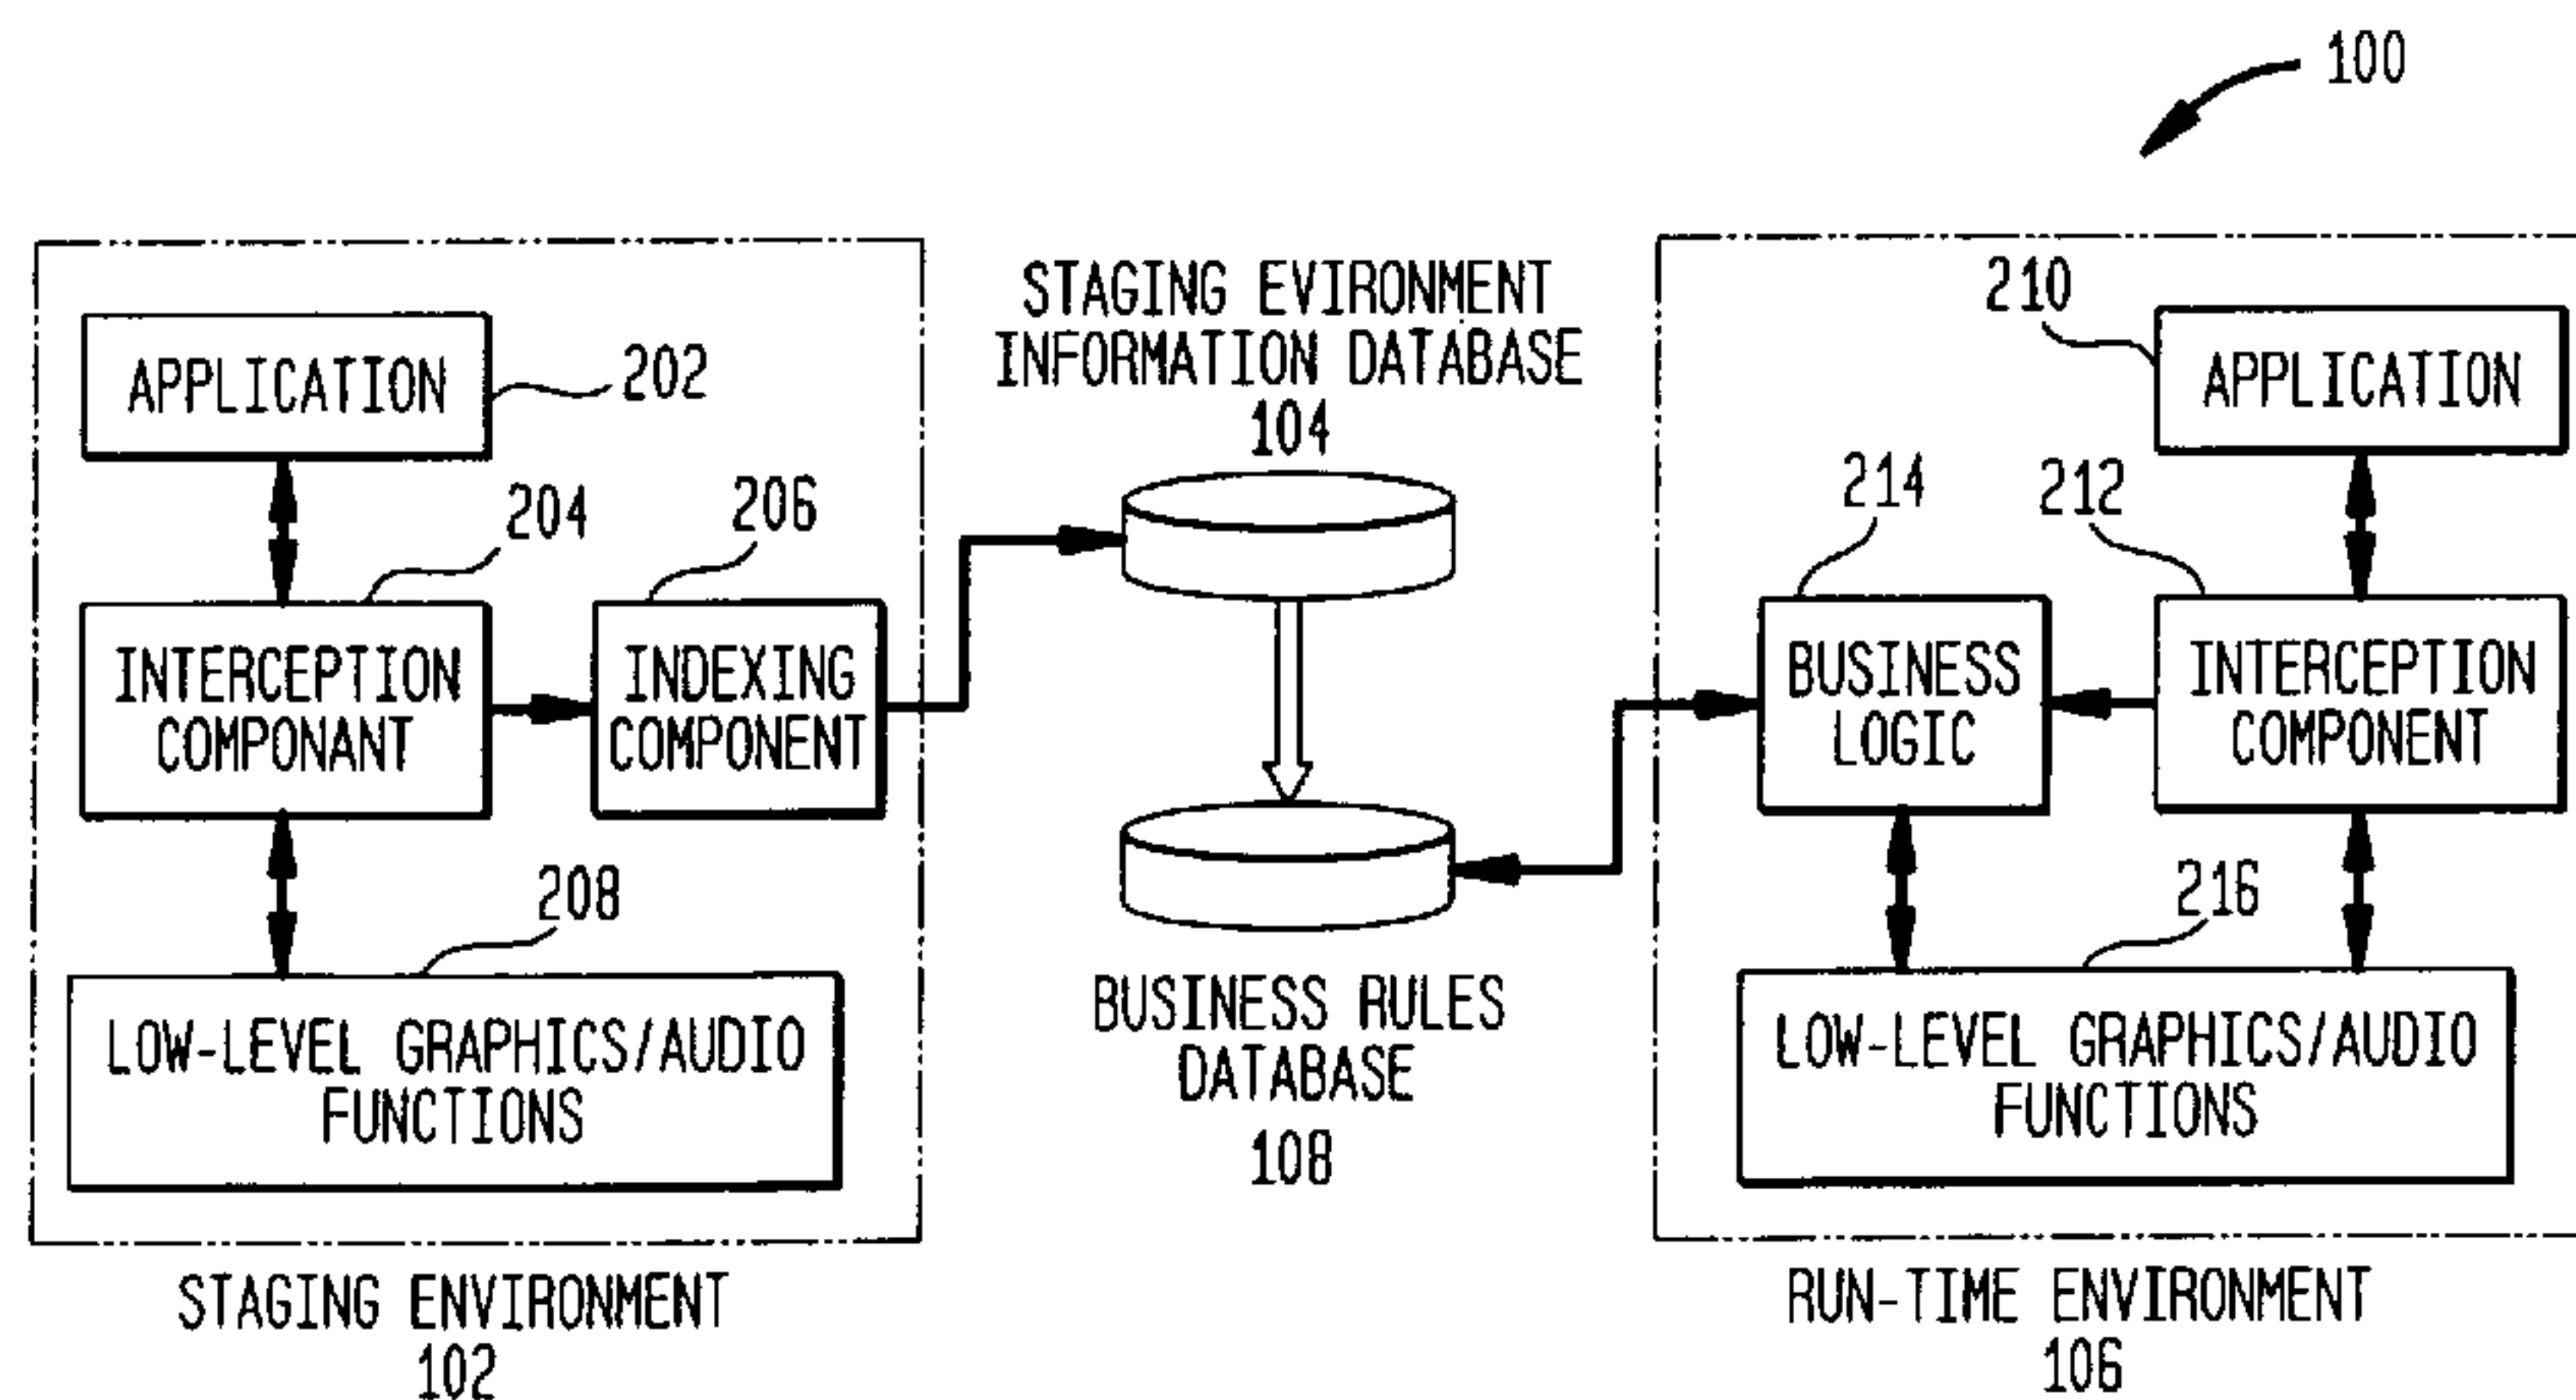 100
APPLICATION
202
204
206
INTERCEPTION
COMPONANT
INDEXING
COMPONENT
208
LOW-LEVEL GRAPHICS/AUDIO
FUNCTIONS
STAGING ENVIRONMENT
102
STAGING EVIRONMENT
INFORMATION DATABASE
104
BUSINESS RULES
DATABASE
108
210
APPLICATION
214
212
BUSINESS
LOGIC
INTERCEPTION
COMPONENT
216
LOW-LEVEL GRAPHICS/AUDIO
FUNCTIONS
RUN-TIME ENVIRONMENT
106